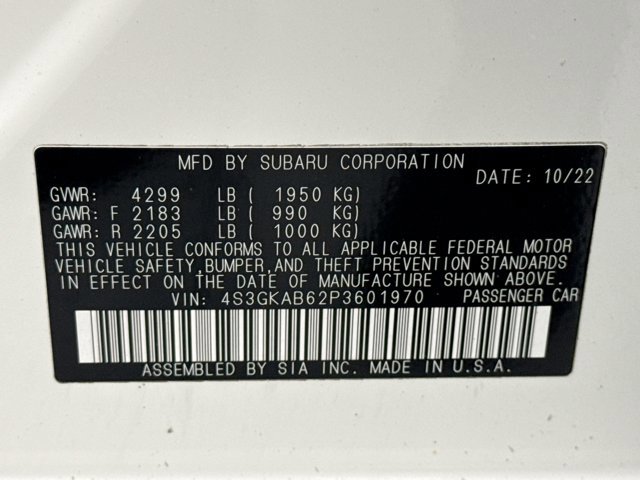 MFD BY SUBARU CORPORATION
DATE: 10/22
GVWR: 4299 LB ( 1950 KG)
GAWR: F 2183 LB ( 990 KG)
GAWR: R 2205 LB ( 1000 KG)
THIS VEHICLE CONFORMS TO ALL APPLICABLE FEDERAL MOTOR
VEHICLE SAFETY,BUMPER,AND THEFT PREVENTION STANDARDS
IN EFFECT ON THE DATE OF MANUFACTURE SHOWN ABOVE.
VIN: 4S3GKAB62P3601970 PASSENGER CAR
ASSEMBLED BY SIA INC. MADE IN U.S.A.